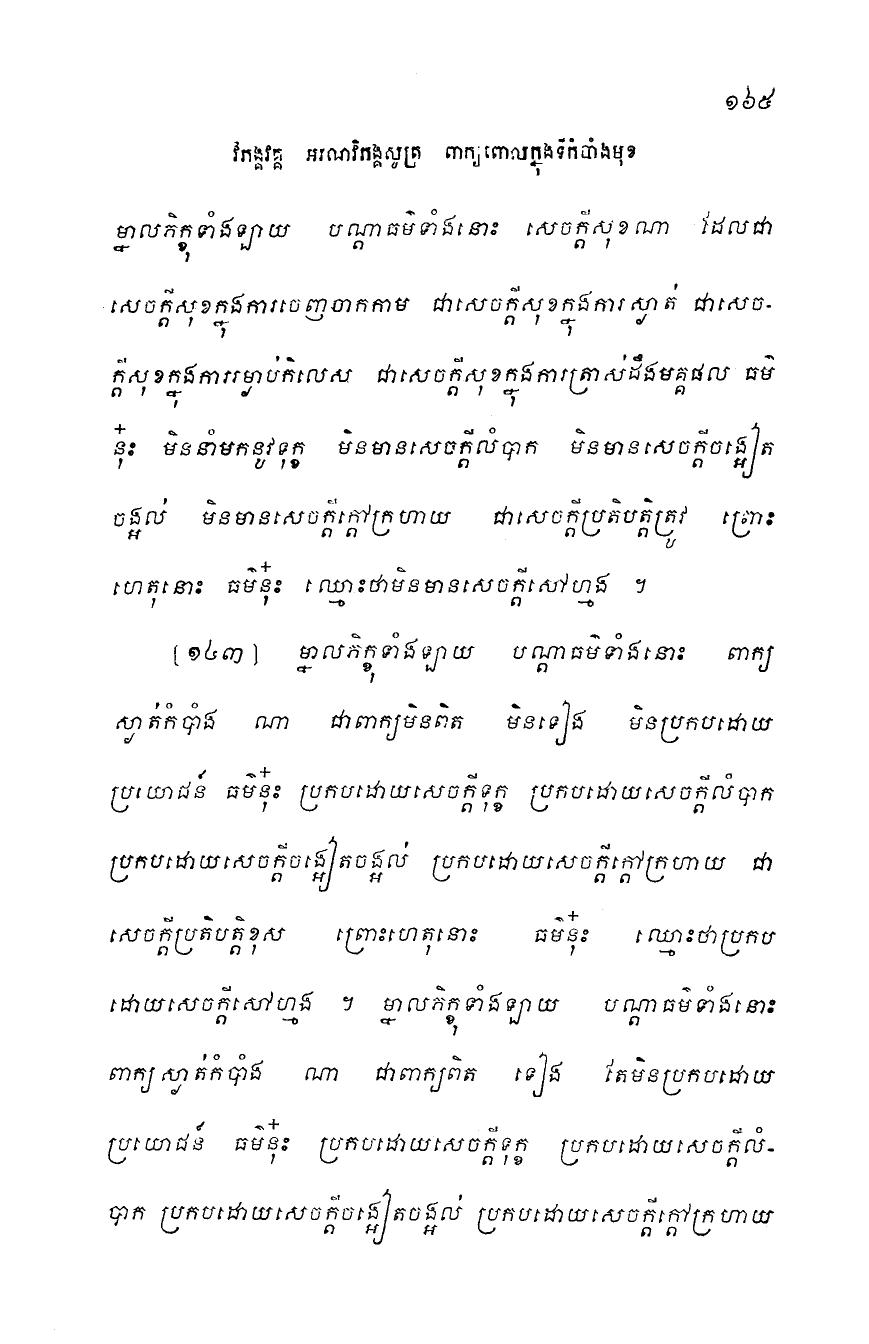 ១៦៥
វិភង្គវគ្គ អរណវិភង្គសូត្រ ពាក្យពោលក្នុងទីកំបាំងមុខ
ម្នាលភិក្ខុទាំងឡាយ បណ្តាធម៌ទាំងនោះ សេចក្តីសុខណា ដែលជា
សេចក្តីសុខក្នុងការចេញចាកកាម ជាសេចក្តីសុខក្នុងការស្ងាត់ ជាសេច-
ក្តីសុខក្នុងការរម្ងាប់កិលេស ជាសេចក្តីសុខក្នុងការត្រាស់ដឹងមគ្គផល ធម៌
នុ៎ះ មិននាំមកនូវទុក្ខ មិនមានសេចក្តីលំបាក មិនមានសេចក្តីចង្អៀត
ចង្អល់ មិនមានសេចក្តីក្តៅក្រហាយ ជាសេចក្តីប្រតិបត្តិត្រូវ ព្រោះ
ហេតុនោះ ធម៌នុ៎ះ ឈ្មោះថាមិនមានសេចក្តីសៅហ្មង ។
[១៤៣] ម្នាលភិក្ខុទាំងឡាយ បណ្តាធម៌ទាំងនោះ ពាក្យ
ស្ងាត់កំបាំង ណា ជាពាក្យមិនពិត មិនទៀង មិនប្រកបដោយ
ប្រយោជន៍ ធម៌នុ៎ះ ប្រកបដោយសេចក្តីទុក្ខ ប្រកបដោយសេចក្តីលំបាក
ប្រកបដោយសេចក្តីចង្អៀតចង្អល់ ប្រកបដោយសេចក្តីក្តៅក្រហាយ ជា
សេចក្តីប្រតិបត្តិខុស ព្រោះហេតុនោះ ធម៌នុ៎ះ ឈ្មោះថាប្រកប
ដោយសេចក្តីសៅហ្មង ។ ម្នាលភិក្ខុទាំងឡាយ បណ្តាធម៌ទាំងនោះ
ពាក្យស្ងាត់កំបាំង ណា ជាពាក្យពិត ទៀង តែមិនប្រកបដោយ
ប្រយោជន៍ ធម៌នុ៎ះ ប្រកបដោយសេចក្តីទុក្ខ ប្រកបដោយសេចក្តីលំ-
បាក ប្រកបដោយសេចក្តីចង្អៀតចង្អល់ ប្រកបដោយសេចក្តីក្តៅក្រហាយ